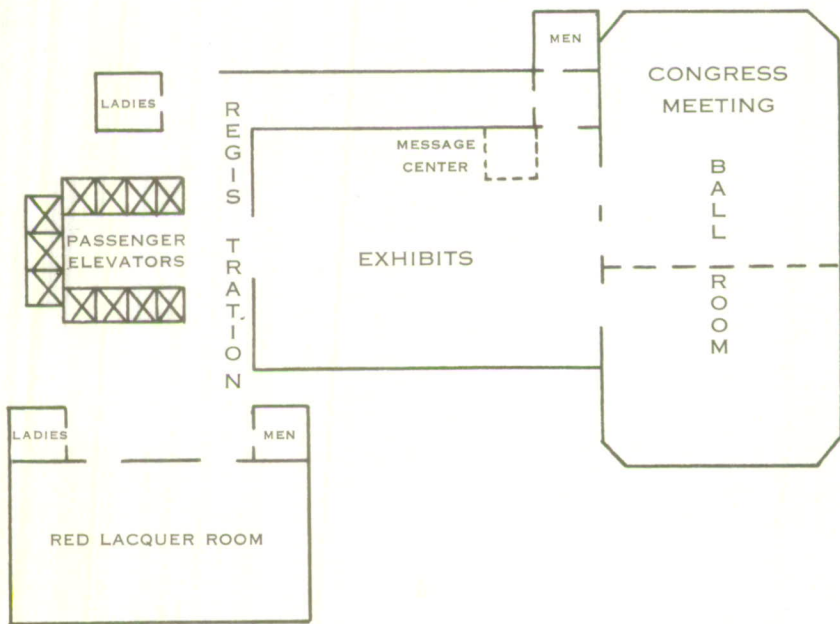 MEN
CONGRESS
MEETING
LADIES
REGIS
TRATION
MESSAGE
CENTER
BALL
ROOM
PASSENGER
ELEVATORS
EXHIBITS
LADIES
MEN
RED LACQUER ROOM